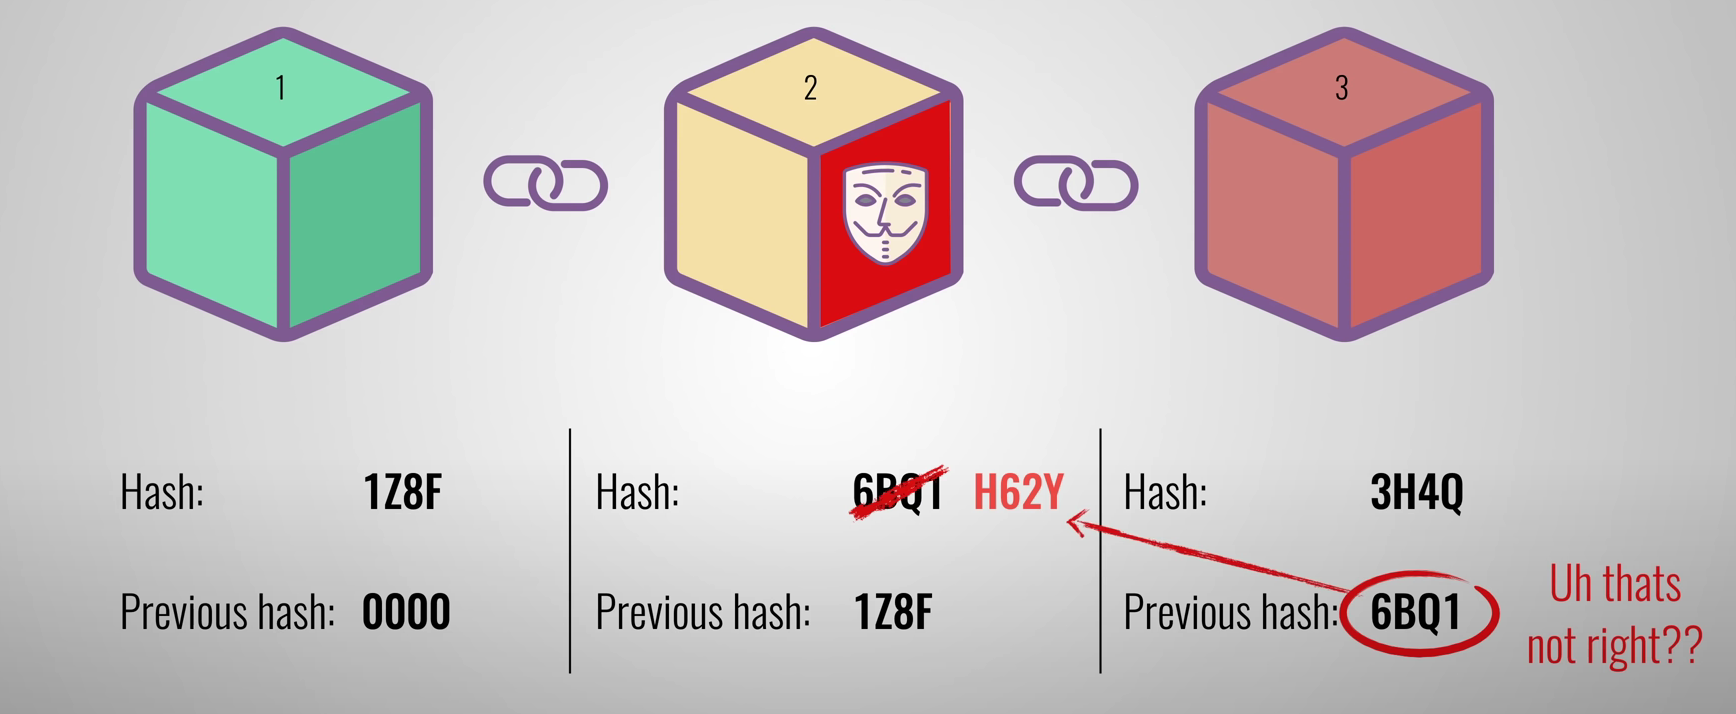 1
2
3
Hash: 1Z8F
Previous hash: 0000
Hash: 6BQ1 H62Y
Previous hash: 1Z8F
Hash: 3H4Q
Previous hash: 6BQ1
Uh thats
not right??